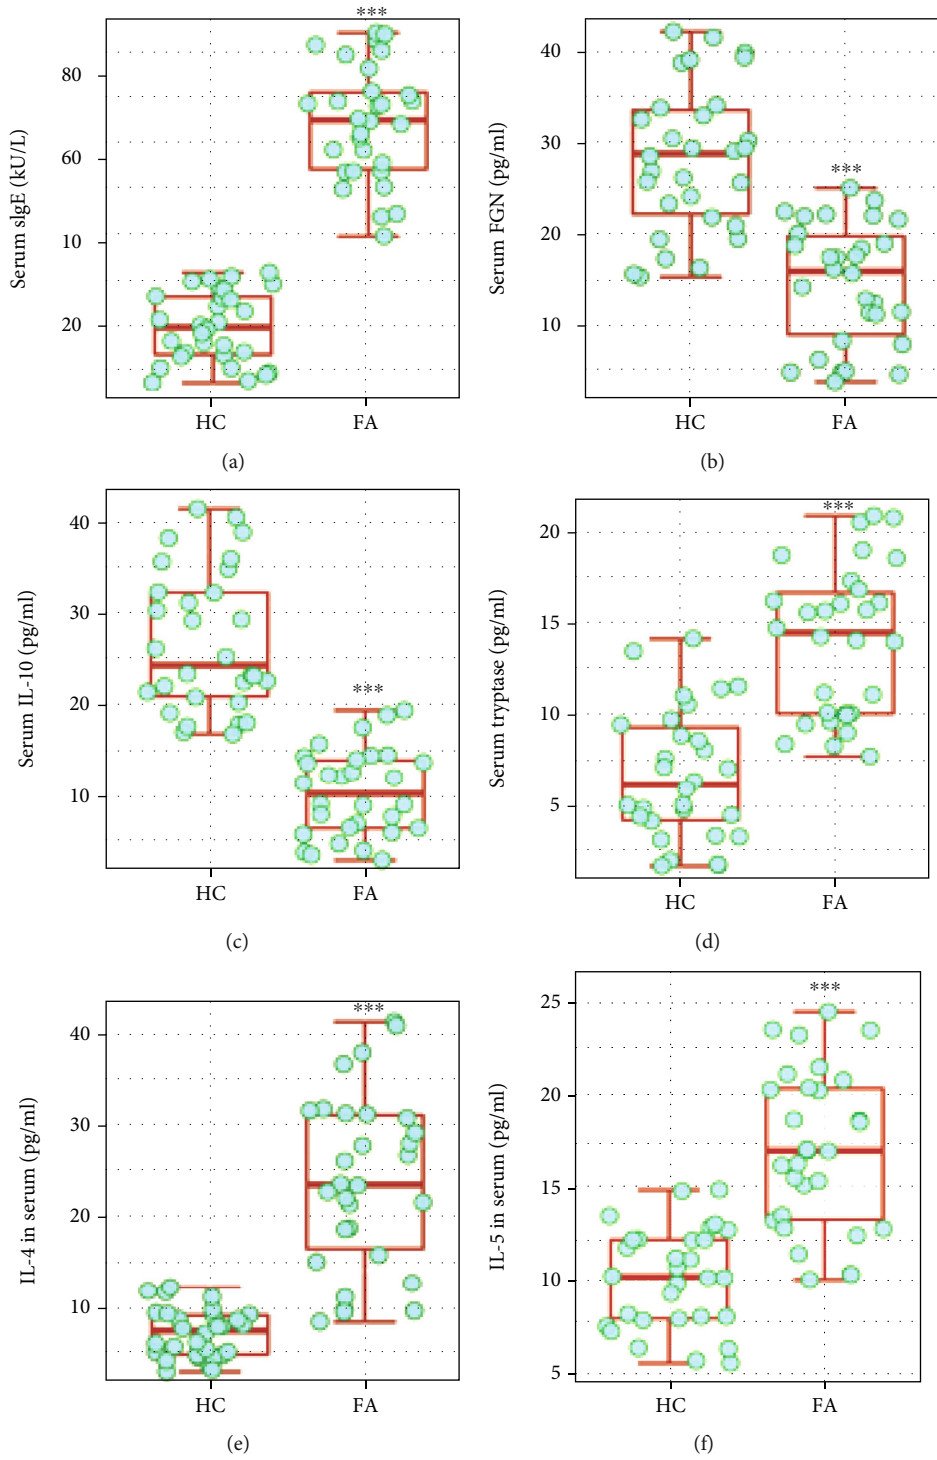 ***
Serum sIgE (kU/L)
80
60
10
20
HC FA
(a)
***
Serum FGN (pg/ml)
40
30
20
10
HC FA
(b)
***
Serum IL-10 (pg/ml)
40
30
20
10
HC FA
(c)
***
Serum tryptase (pg/ml)
20
15
10
5
HC FA
(d)
***
IL-4 in serum (pg/ml)
40
30
20
10
HC FA
(e)
***
IL-5 in serum (pg/ml)
25
20
15
10
5
HC FA
(f)